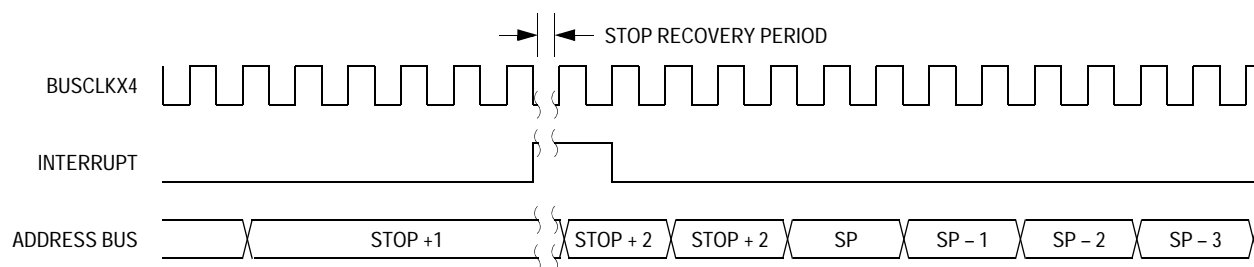 STOP RECOVERY PERIOD
BUSCLKX4
INTERRUPT
ADDRESS BUS STOP +1 STOP + 2 STOP + 2 SP SP – 1 SP – 2 SP – 3